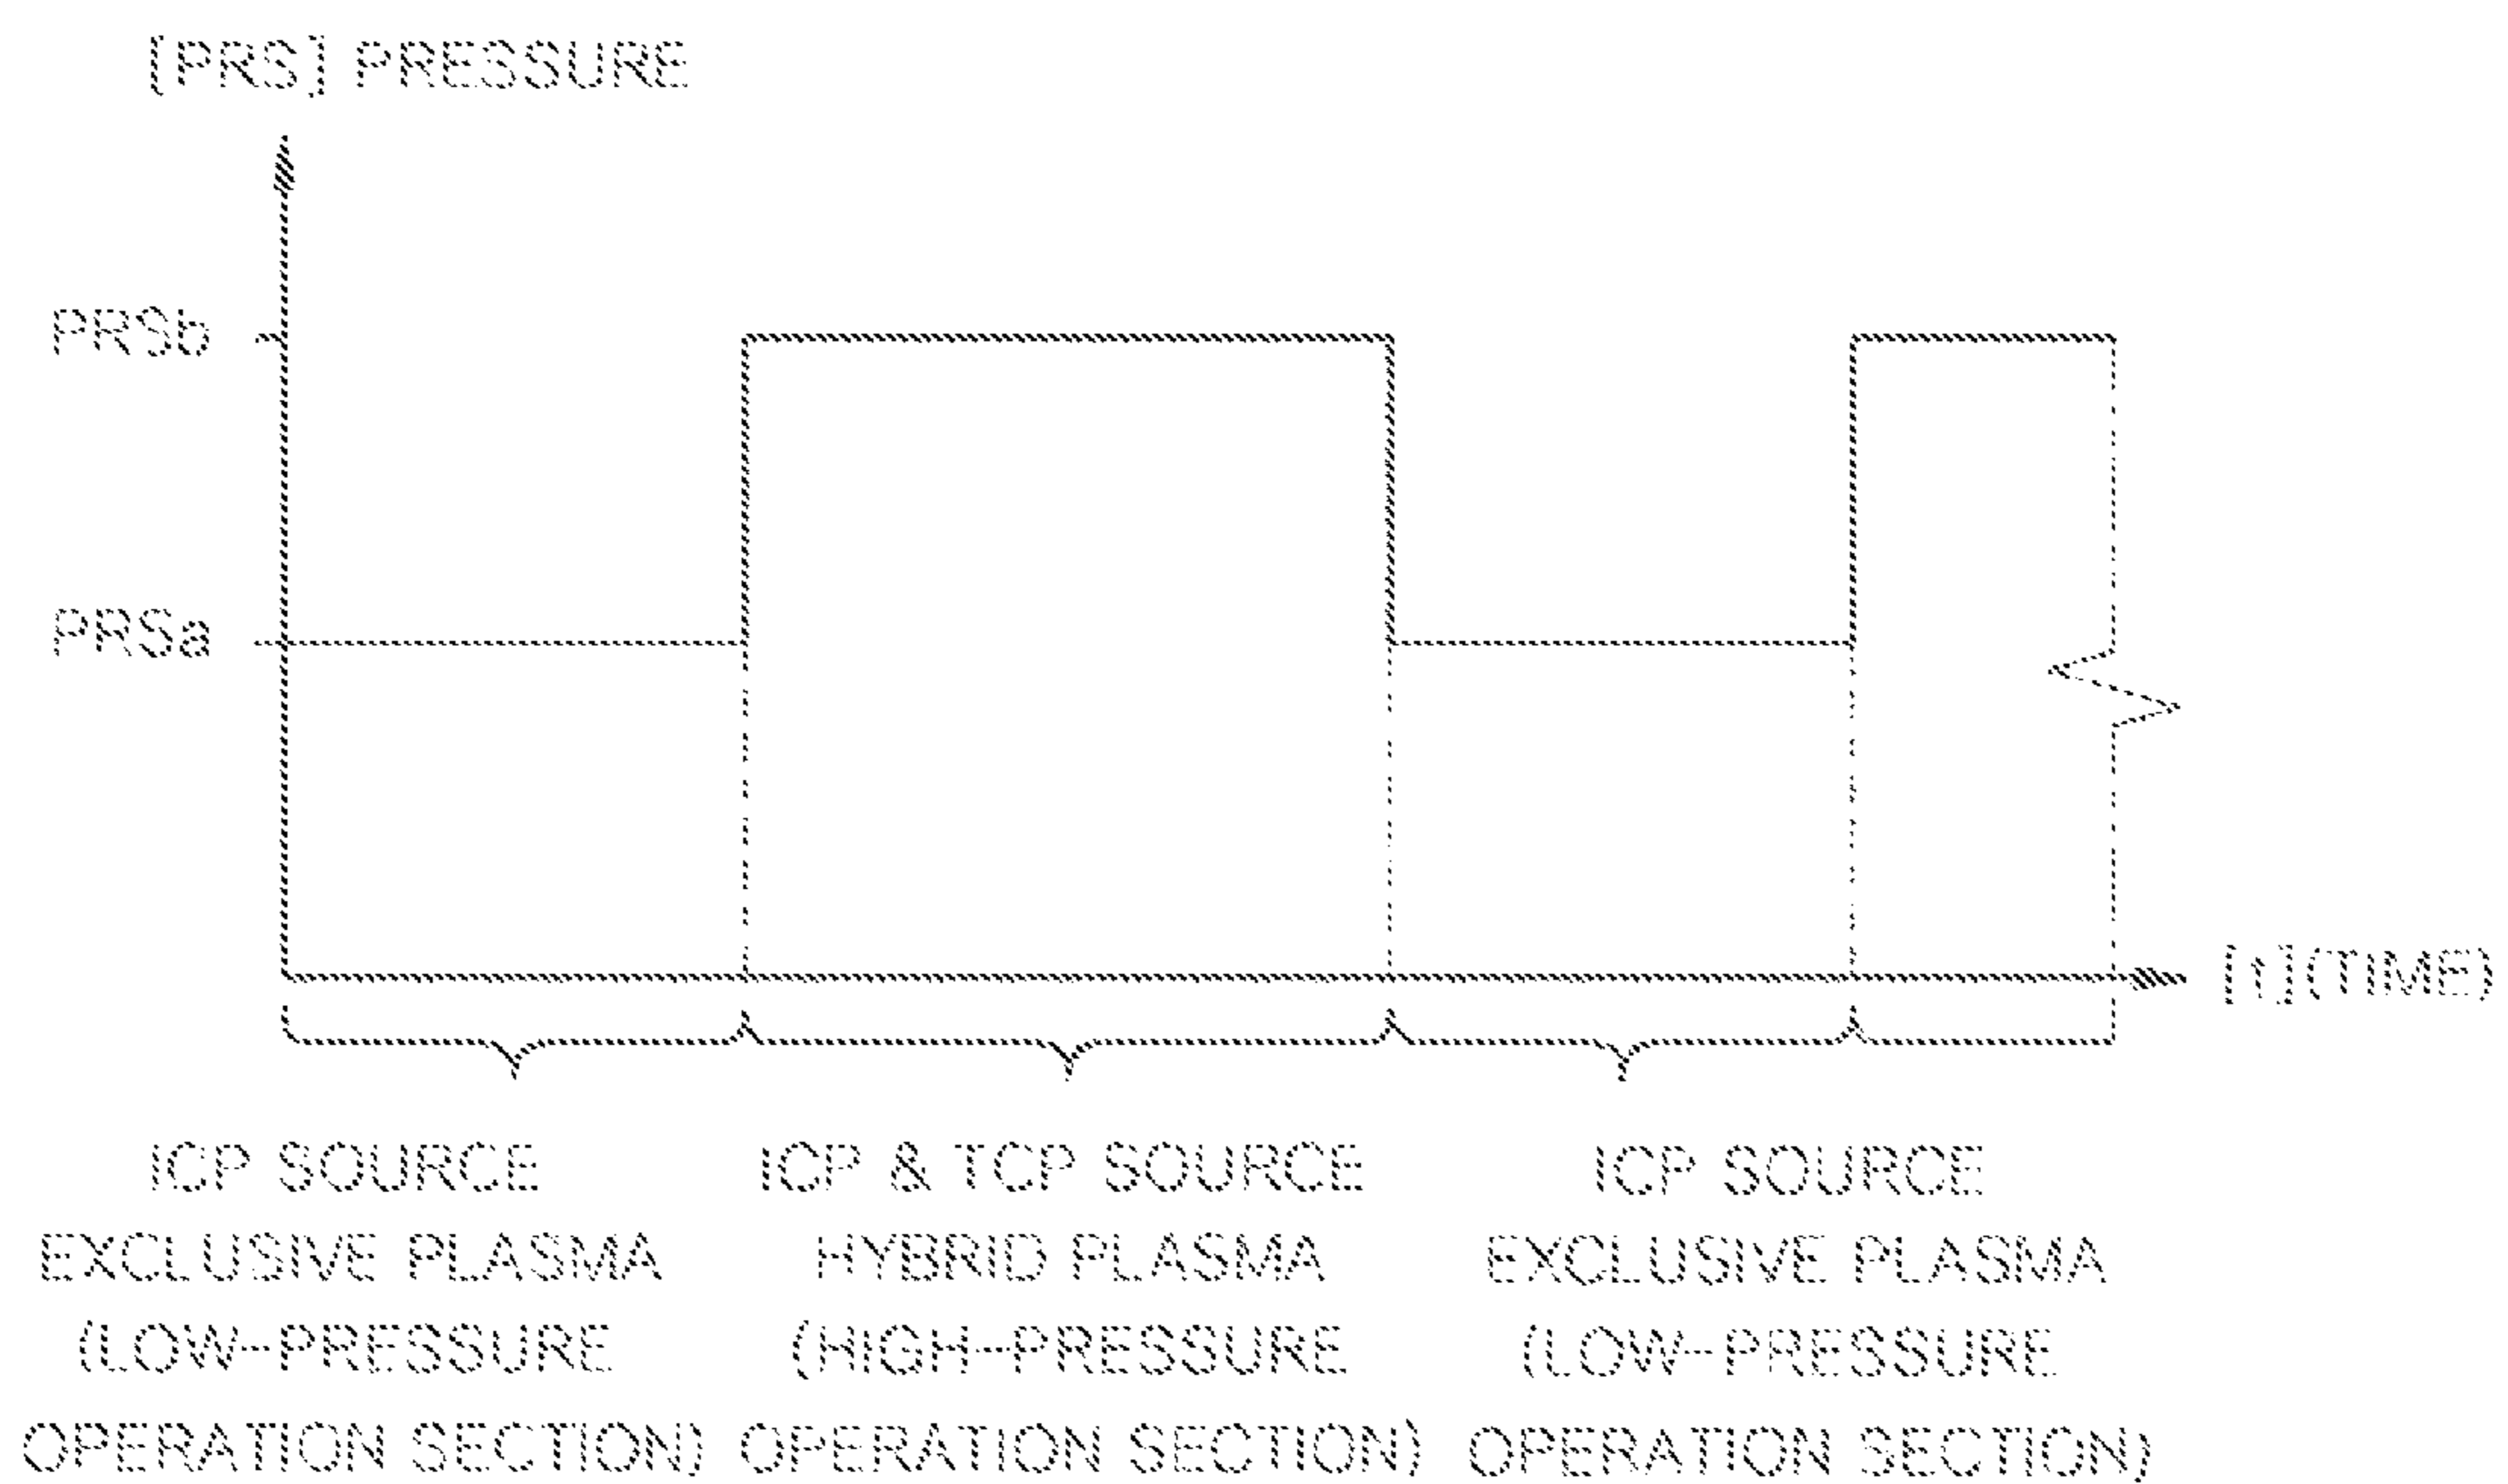 [PRS] PRESSURE
PRSb
PRSa
[t](TIME)
ICP SOURCE
EXCLUSIVE PLASMA
(LOW-PRESSURE
OPERATION SECTION)
ICP & TCP SOURCE
HYBRID PLASMA
(HIGH-PRESSURE
OPERATION SECTION)
ICP SOURCE
EXCLUSIVE PLASMA
(LOW-PRESSURE
OPERATION SECTION)